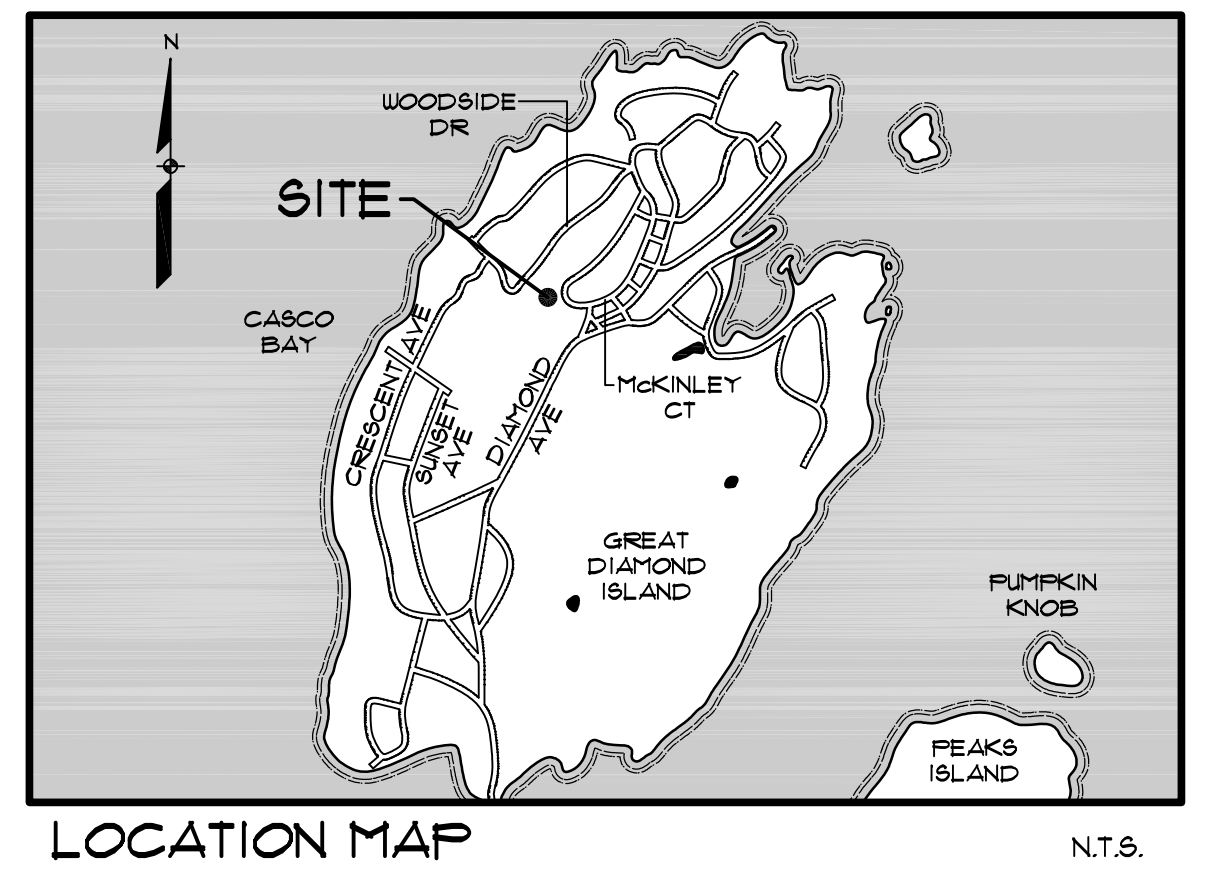 N
WOODSIDE
DR
SITE
CASCO
BAY
CRESCENT AVE
SUNSET
AVE
DIAMOND
AVE
McKINLEY
CT
GREAT
DIAMOND
ISLAND
PUMPKIN
KNOB
PEAKS
ISLAND
LOCATION MAP
N.T.S.